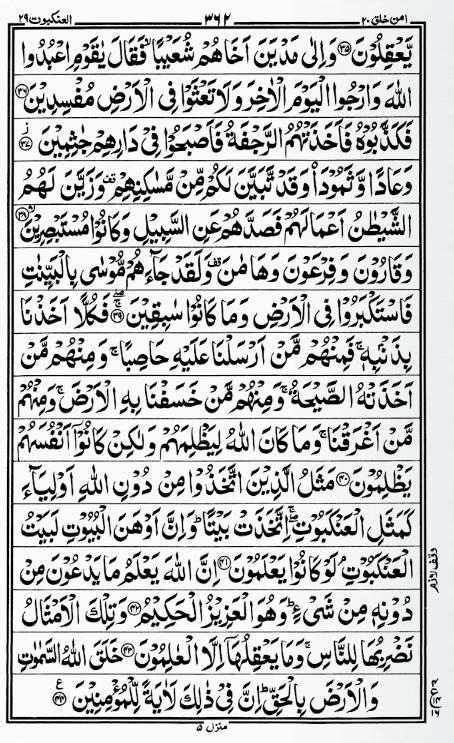 امن خلق ٢٠ ٣٦٢ العنكبوت ٢٩
يَّعْقِلُوْنَ ﴿٣٥﴾ وَاِلٰى مَدْيَنَ اَخَاهُمْ شُعَيْبًا ۙ فَقَالَ يٰقَوْمِ اعْبُدُوا
اللّٰهَ وَارْجُوا الْيَوْمَ الْاٰخِرَ وَلَا تَعْثَوْا فِى الْاَرْضِ مُفْسِدِيْنَ ﴿٣٦﴾
فَكَذَّبُوْهُ فَاَخَذَتْهُمُ الرَّجْفَةُ فَاَصْبَحُوْا فِىْ دَارِهِمْ جٰثِمِيْنَ ﴿٣٧﴾ ز
وَعَادًا وَّثَمُوْدَا۟ وَقَدْ تَّبَيَّنَ لَكُمْ مِّنْ مَّسٰكِنِهِمْ ۗ وَزَيَّنَ لَهُمُ
الشَّيْطٰنُ اَعْمَالَهُمْ فَصَدَّهُمْ عَنِ السَّبِيْلِ وَكَانُوْا مُسْتَبْصِرِيْنَ ﴿٣٨﴾ ۙ
وَقَارُوْنَ وَفِرْعَوْنَ وَهَامٰنَ ۗ وَلَقَدْ جَآءَهُمْ مُّوْسٰى بِالْبَيِّنٰتِ
فَاسْتَكْبَرُوْا فِى الْاَرْضِ وَمَا كَانُوْا سٰبِقِيْنَ ﴿٣٩﴾ ۚ فَكُلًّا اَخَذْنَا
بِذَنْۢبِهٖ ۚ فَمِنْهُمْ مَّنْ اَرْسَلْنَا عَلَيْهِ حَاصِبًا ۚ وَمِنْهُمْ مَّنْ
اَخَذَتْهُ الصَّيْحَةُ ۚ وَمِنْهُمْ مَّنْ خَسَفْنَا بِهِ الْاَرْضَ ۚ وَمِنْهُمْ
مَّنْ اَغْرَقْنَا ۚ وَمَا كَانَ اللّٰهُ لِيَظْلِمَهُمْ وَلٰكِنْ كَانُوْٓا اَنْفُسَهُمْ
يَظْلِمُوْنَ ﴿٤٠﴾ مَثَلُ الَّذِيْنَ اتَّخَذُوْا مِنْ دُوْنِ اللّٰهِ اَوْلِيَآءَ
كَمَثَلِ الْعَنْكَبُوْتِ ۚۖ اِتَّخَذَتْ بَيْتًا ؕ وَاِنَّ اَوْهَنَ الْبُيُوْتِ لَبَيْتُ
الْعَنْكَبُوْتِ ۘ لَوْ كَانُوْا يَعْلَمُوْنَ ﴿٤١﴾ اِنَّ اللّٰهَ يَعْلَمُ مَا يَدْعُوْنَ مِنْ
دُوْنِهٖ مِنْ شَىْءٍ ؕ وَهُوَ الْعَزِيْزُ الْحَكِيْمُ ﴿٤٢﴾ وَتِلْكَ الْاَمْثَالُ
نَضْرِبُهَا لِلنَّاسِ ۚ وَمَا يَعْقِلُهَآ اِلَّا الْعٰلِمُوْنَ ﴿٤٣﴾ خَلَقَ اللّٰهُ السَّمٰوٰتِ
وَالْاَرْضَ بِالْحَقِّ ؕ اِنَّ فِىْ ذٰلِكَ لَاٰيَةً لِّلْمُؤْمِنِيْنَ ﴿٤٤﴾ ع
وقف لازم
منزل ۵